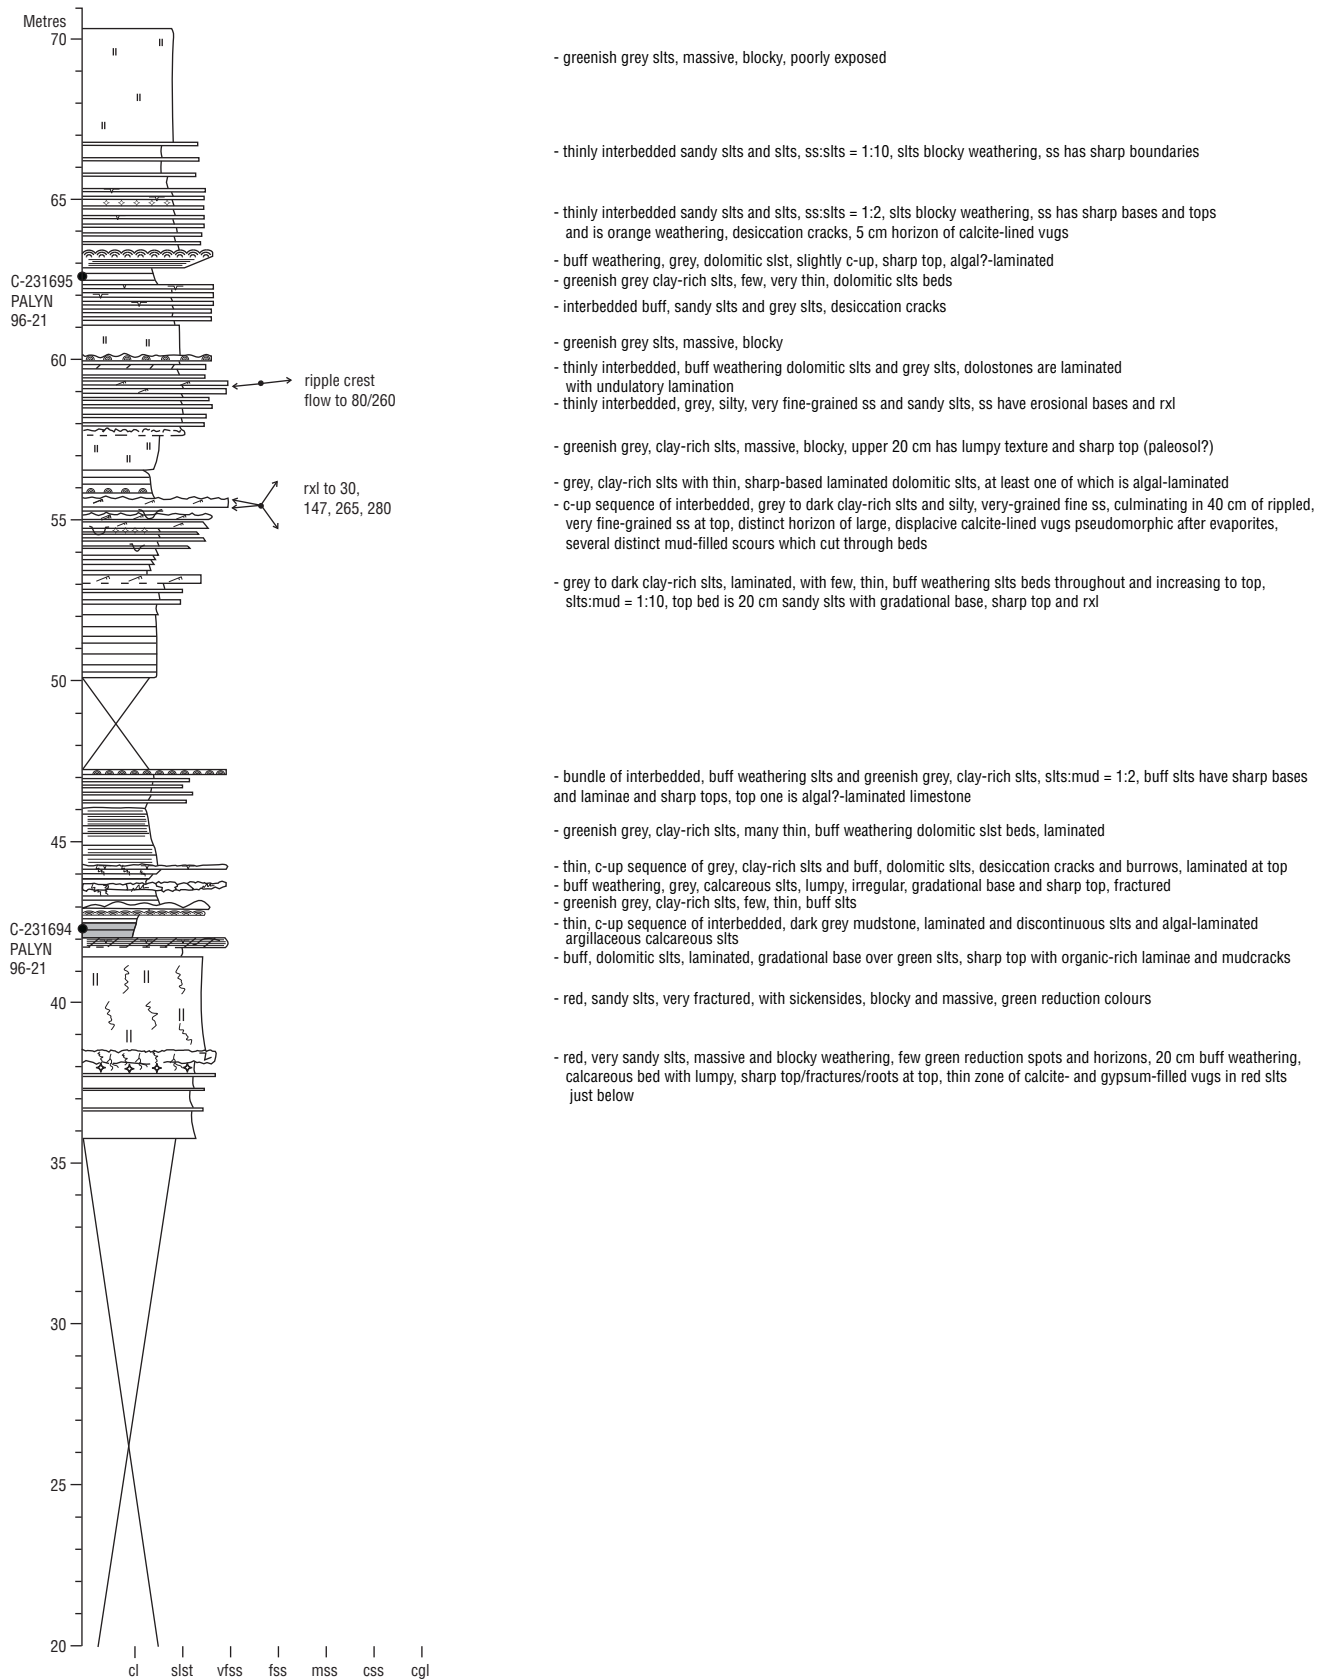 Metres
70
- greenish grey slts, massive, blocky, poorly exposed
- thinly interbedded sandy slts and slts, ss:slts = 1:10, slts blocky weathering, ss has sharp boundaries
65
- thinly interbedded sandy slts and slts, ss:slts = 1:2, slts blocky weathering, ss has sharp bases and tops
and is orange weathering, desiccation cracks, 5 cm horizon of calcite-lined vugs
- buff weathering, grey, dolomitic slst, slightly c-up, sharp top, algal?-laminated
C-231695
PALYN
96-21
- greenish grey clay-rich slts, few, very thin, dolomitic slts beds
- interbedded buff, sandy slts and grey slts, desiccation cracks
- greenish grey slts, massive, blocky
60
- thinly interbedded, buff weathering dolomitic slts and grey slts, dolostones are laminated
with undulatory lamination
ripple crest
flow to 80/260
- thinly interbedded, grey, silty, very fine-grained ss and sandy slts, ss have erosional bases and rxl
- greenish grey, clay-rich slts, massive, blocky, upper 20 cm has lumpy texture and sharp top (paleosol?)
- grey, clay-rich slts with thin, sharp-based laminated dolomitic slts, at least one of which is algal-laminated
rxl to 30,
147, 265, 280
- c-up sequence of interbedded, grey to dark clay-rich slts and silty, very-grained fine ss, culminating in 40 cm of rippled,
very fine-grained ss at top, distinct horizon of large, displacive calcite-lined vugs pseudomorphic after evaporites,
several distinct mud-filled scours which cut through beds
55
- grey to dark clay-rich slts, laminated, with few, thin, buff weathering slts beds throughout and increasing to top,
slts:mud = 1:10, top bed is 20 cm sandy slts with gradational base, sharp top and rxl
50
- bundle of interbedded, buff weathering slts and greenish grey, clay-rich slts, slts:mud = 1:2, buff slts have sharp bases
and laminae and sharp tops, top one is algal?-laminated limestone
45
- greenish grey, clay-rich slts, many thin, buff weathering dolomitic slst beds, laminated
- thin, c-up sequence of grey, clay-rich slts and buff, dolomitic slts, desiccation cracks and burrows, laminated at top
- buff weathering, grey, calcareous slts, lumpy, irregular, gradational base and sharp top, fractured
- greenish grey, clay-rich slts, few, thin, buff slts
C-231694
PALYN
96-21
- thin, c-up sequence of interbedded, dark grey mudstone, laminated and discontinuous slts and algal-laminated
argillaceous calcareous slts
- buff, dolomitic slts, laminated, gradational base over green slts, sharp top with organic-rich laminae and mudcracks
40
- red, sandy slts, very fractured, with sickensides, blocky and massive, green reduction colours
- red, very sandy slts, massive and blocky weathering, few green reduction spots and horizons, 20 cm buff weathering,
calcareous bed with lumpy, sharp top/fractures/roots at top, thin zone of calcite- and gypsum-filled vugs in red slts
just below
35
30
25
20
cl slst vfss fss mss css cgl